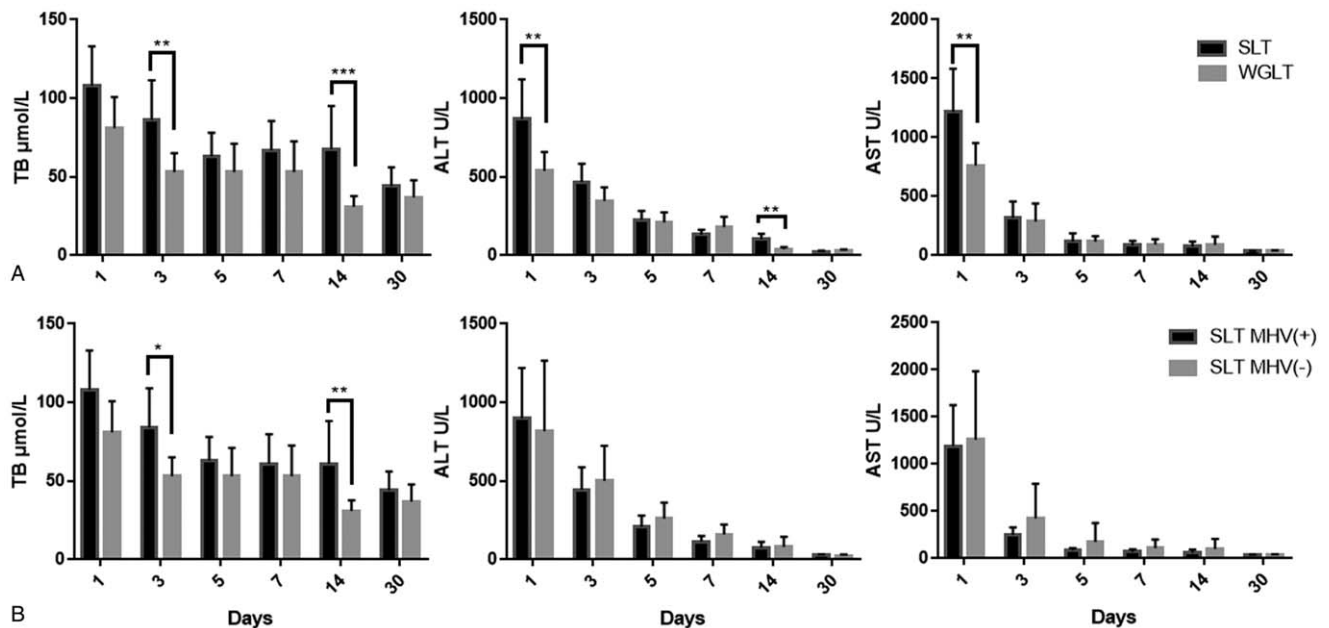 150
100
50
0
TB µmol/L
**
***
1 3 5 7 14 30
1500
1000
500
0
ALT U/L
**
**
1 3 5 7 14 30
2000
1500
1000
500
0
AST U/L
**
1 3 5 7 14 30
SLT
WGLT
A
150
100
50
0
TB µmol/L
*
**
1 3 5 7 14 30
Days
1500
1000
500
0
ALT U/L
1 3 5 7 14 30
Days
2500
2000
1500
1000
500
0
AST U/L
1 3 5 7 14 30
Days
SLT MHV(+)
SLT MHV(-)
B